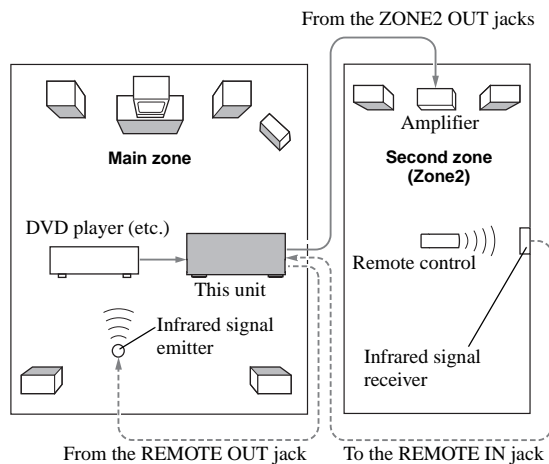 From the ZONE2 OUT jacks
Main zone
Amplifier
Second zone
(Zone2)
DVD player (etc.)
This unit
Remote control
Infrared signal
emitter
Infrared signal
receiver
From the REMOTE OUT jack
To the REMOTE IN jack